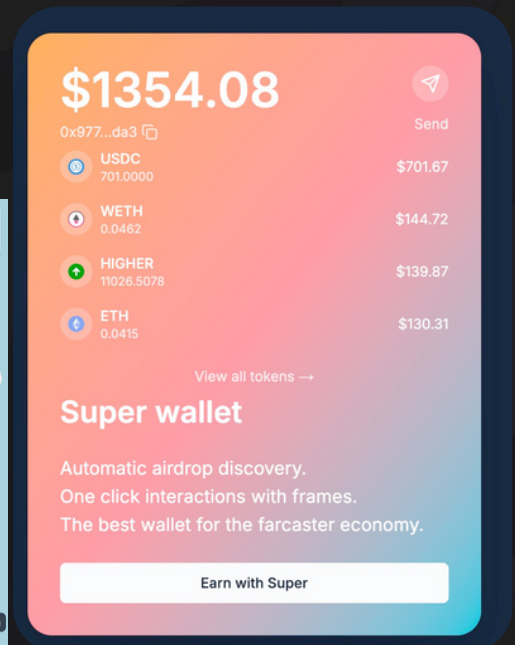 $1354.08
0x977...da3
Send
USDC
701.0000
$701.67
WETH
0.0462
$144.72
HIGHER
11026.5078
$139.87
ETH
0.0415
$130.31
View all tokens →
Super wallet
Automatic airdrop discovery.
One click interactions with frames.
The best wallet for the farcaster economy.
Earn with Super